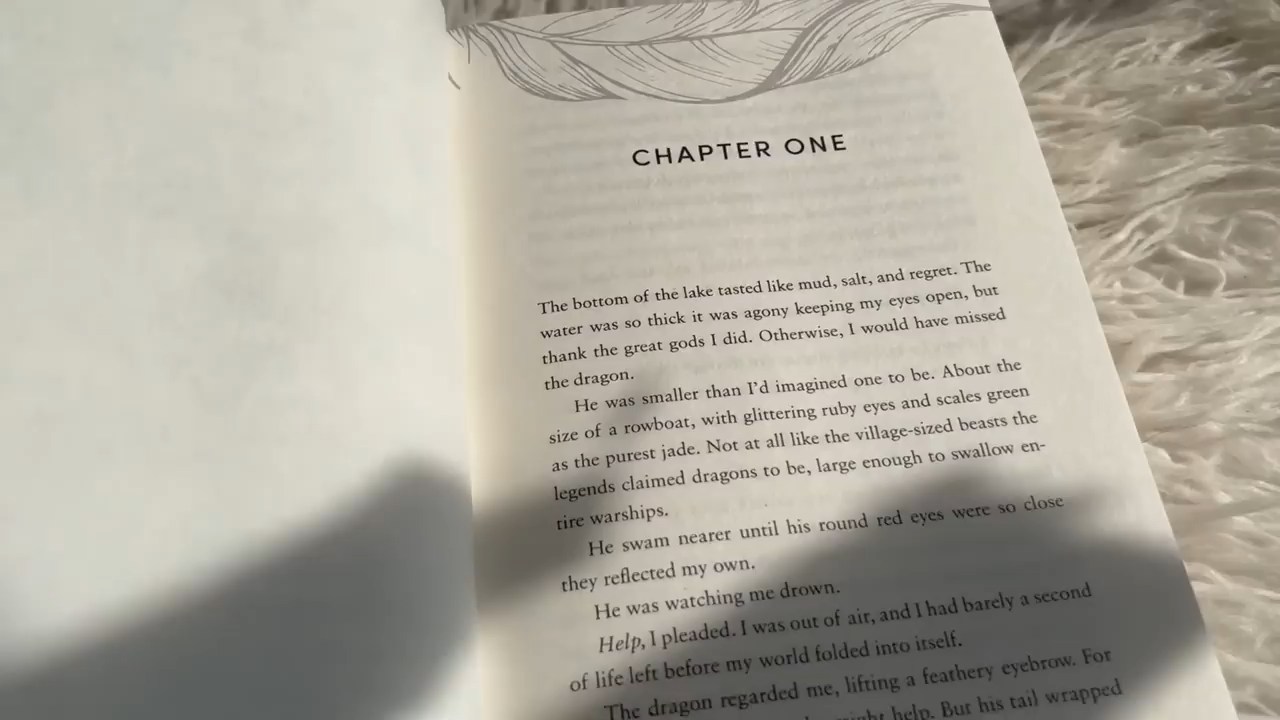 CHAPTER ONE
The bottom of the lake tasted like mud, salt, and regret. The
water was so thick it was agony keeping my eyes open, but
thank the great gods I did. Otherwise, I would have missed
the dragon.
He was smaller than I'd imagined one to be. About the
size of a rowboat, with glittering ruby eyes and scales green
as the purest jade. Not at all like the village-sized beasts the
legends claimed dragons to be, large enough to swallow en-
tire warships.
He swam nearer until his round red eyes were so close
they reflected my own.
He was watching me drown.
Help, I pleaded. I was out of air, and I had barely a second
of life left before my world folded into itself.
The dragon regarded me, lifting a feathery eyebrow. For
might help. But his tail wrapped